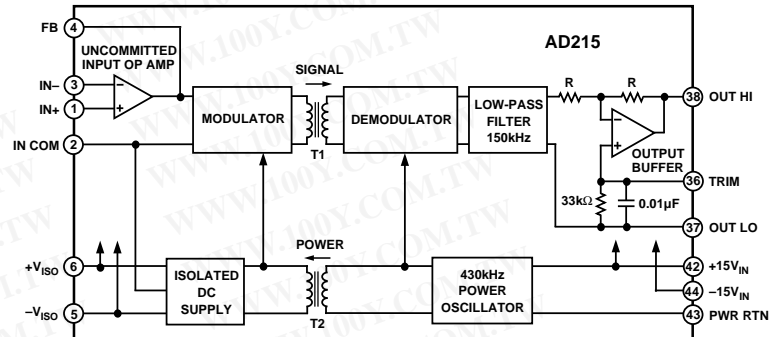 FB
4
UNCOMMITTED
INPUT OP AMP
AD215
IN–
3
IN+
1
IN COM
2
–
+
MODULATOR
SIGNAL
T1
DEMODULATOR
LOW-PASS
FILTER
150kHz
R
R
–
+
OUTPUT
BUFFER
38
OUT HI
36
TRIM
33kΩ
0.01µF
37
OUT LO
+VISO
6
–VISO
5
ISOLATED
DC
SUPPLY
POWER
T2
430kHz
POWER
OSCILLATOR
42
+15VIN
44
–15VIN
43
PWR RTN
WWW.100Y.COM.TW